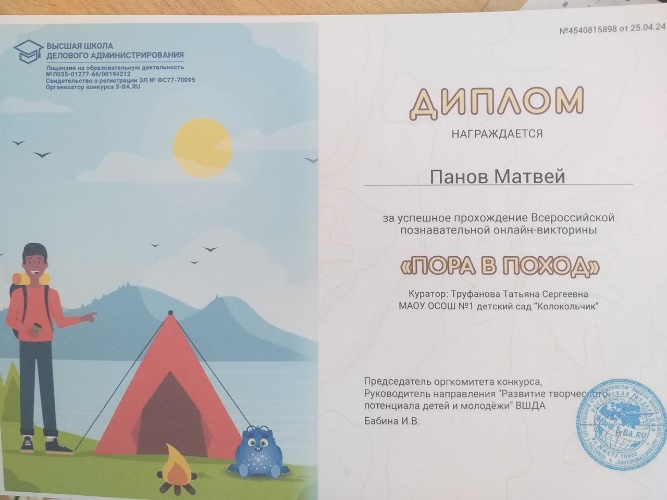 ВЫСШАЯ ШКОЛА
ДЕЛОВОГО АДМИНИСТРИРОВАНИЯ
Лицензия на образовательную деятельность
№Л035-01277-66/00194212
Свидетельство о регистрации ЭЛ № ФС77-70095
Организатор конкурса S-BA.RU
№4540815898 от 25.04.24
ДИПЛОМ
НАГРАЖДАЕТСЯ
Панов Матвей
за успешное прохождение Всероссийской
познавательной онлайн-викторины
«ПОРА В ПОХОД»
Куратор: Труфанова Татьяна Сергеевна
МАОУ ОСОШ №1 детский сад "Колокольчик"
Председатель оргкомитета конкурса,
Руководитель направления "Развитие творческого
потенциала детей и молодёжи" ВШДА
Бабина И.В.